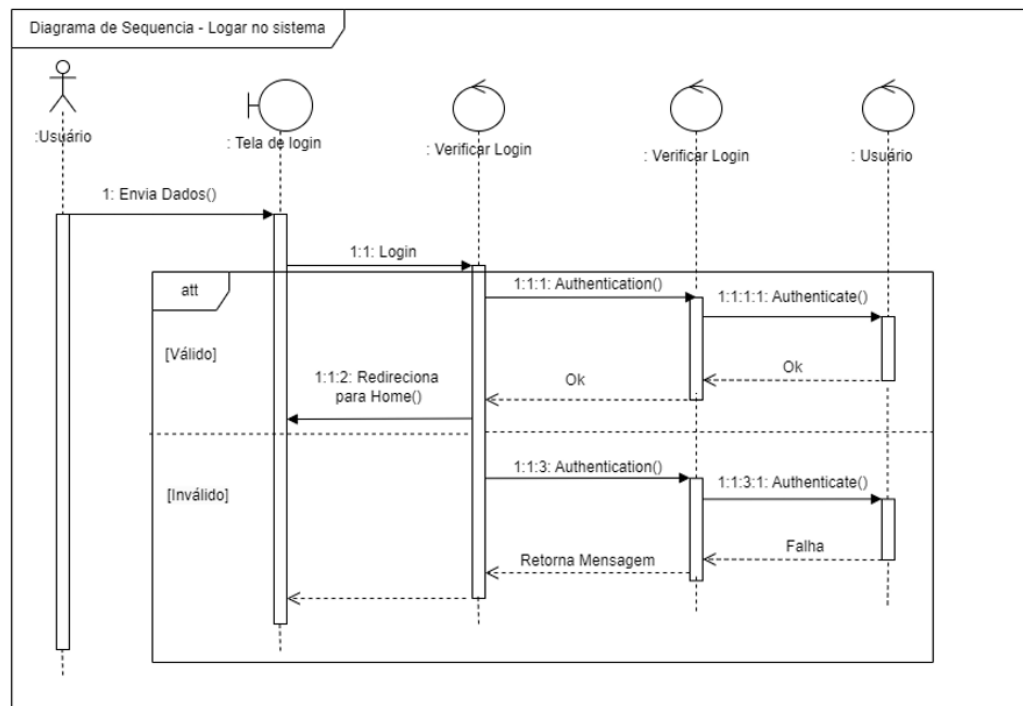 Diagrama de Sequencia - Logar no sistema
:Usuário
: Tela de login
: Verificar Login
: Verificar Login
: Usuário
1: Envia Dados()
1:1: Login
att
1:1:1: Authentication()
1:1:1:1: Authenticate()
[Válido]
1:1:2: Redireciona
para Home()
Ok
Ok
[Inválido]
1:1:3: Authentication()
1:1:3:1: Authenticate()
Falha
Retorna Mensagem